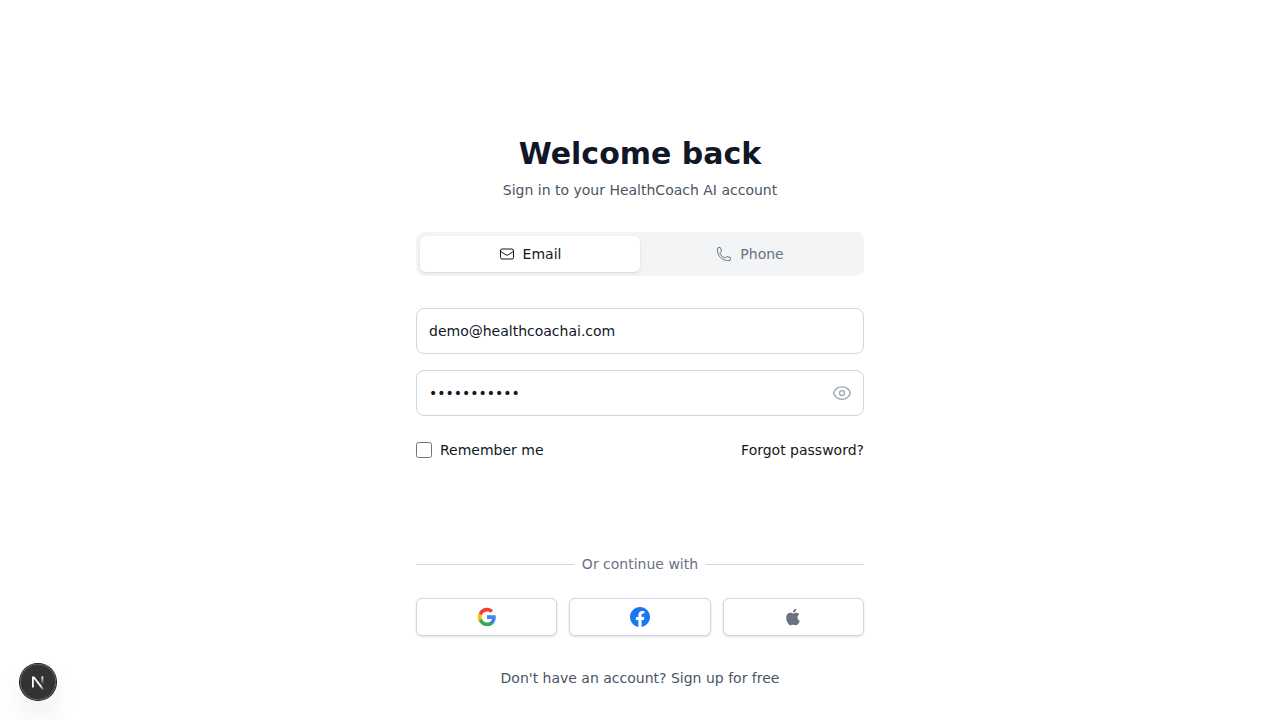 Welcome back
Sign in to your HealthCoach AI account
Email
Phone
demo@healthcoachai.com
•••••••••••
Remember me
Forgot password?
Or continue with
Don't have an account? Sign up for free
N